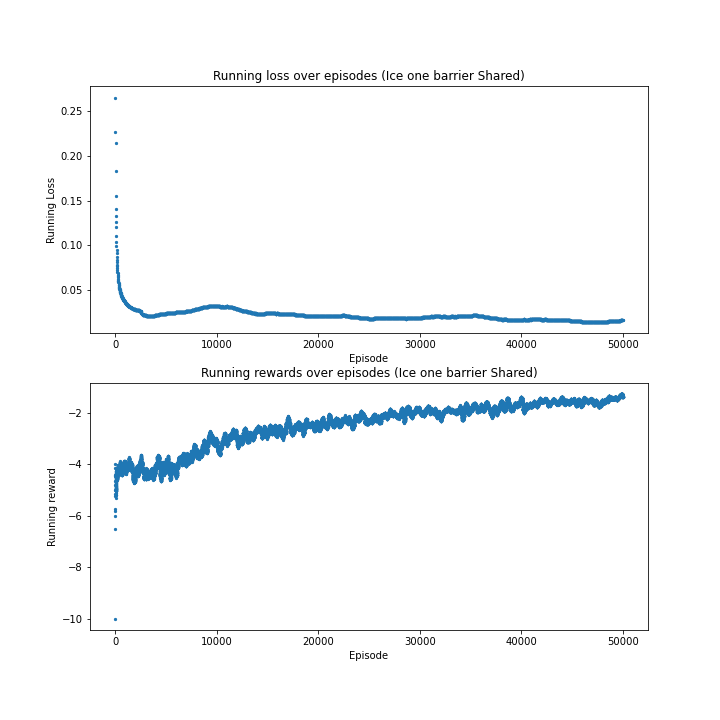 Running loss over episodes (Ice one barrier Shared)
0.25
0.20
0.15
0.10
0.05
Running Loss
0 10000 20000 30000 40000 50000
Episode
Running rewards over episodes (Ice one barrier Shared)
−2
−4
−6
−8
−10
Running reward
0 10000 20000 30000 40000 50000
Episode